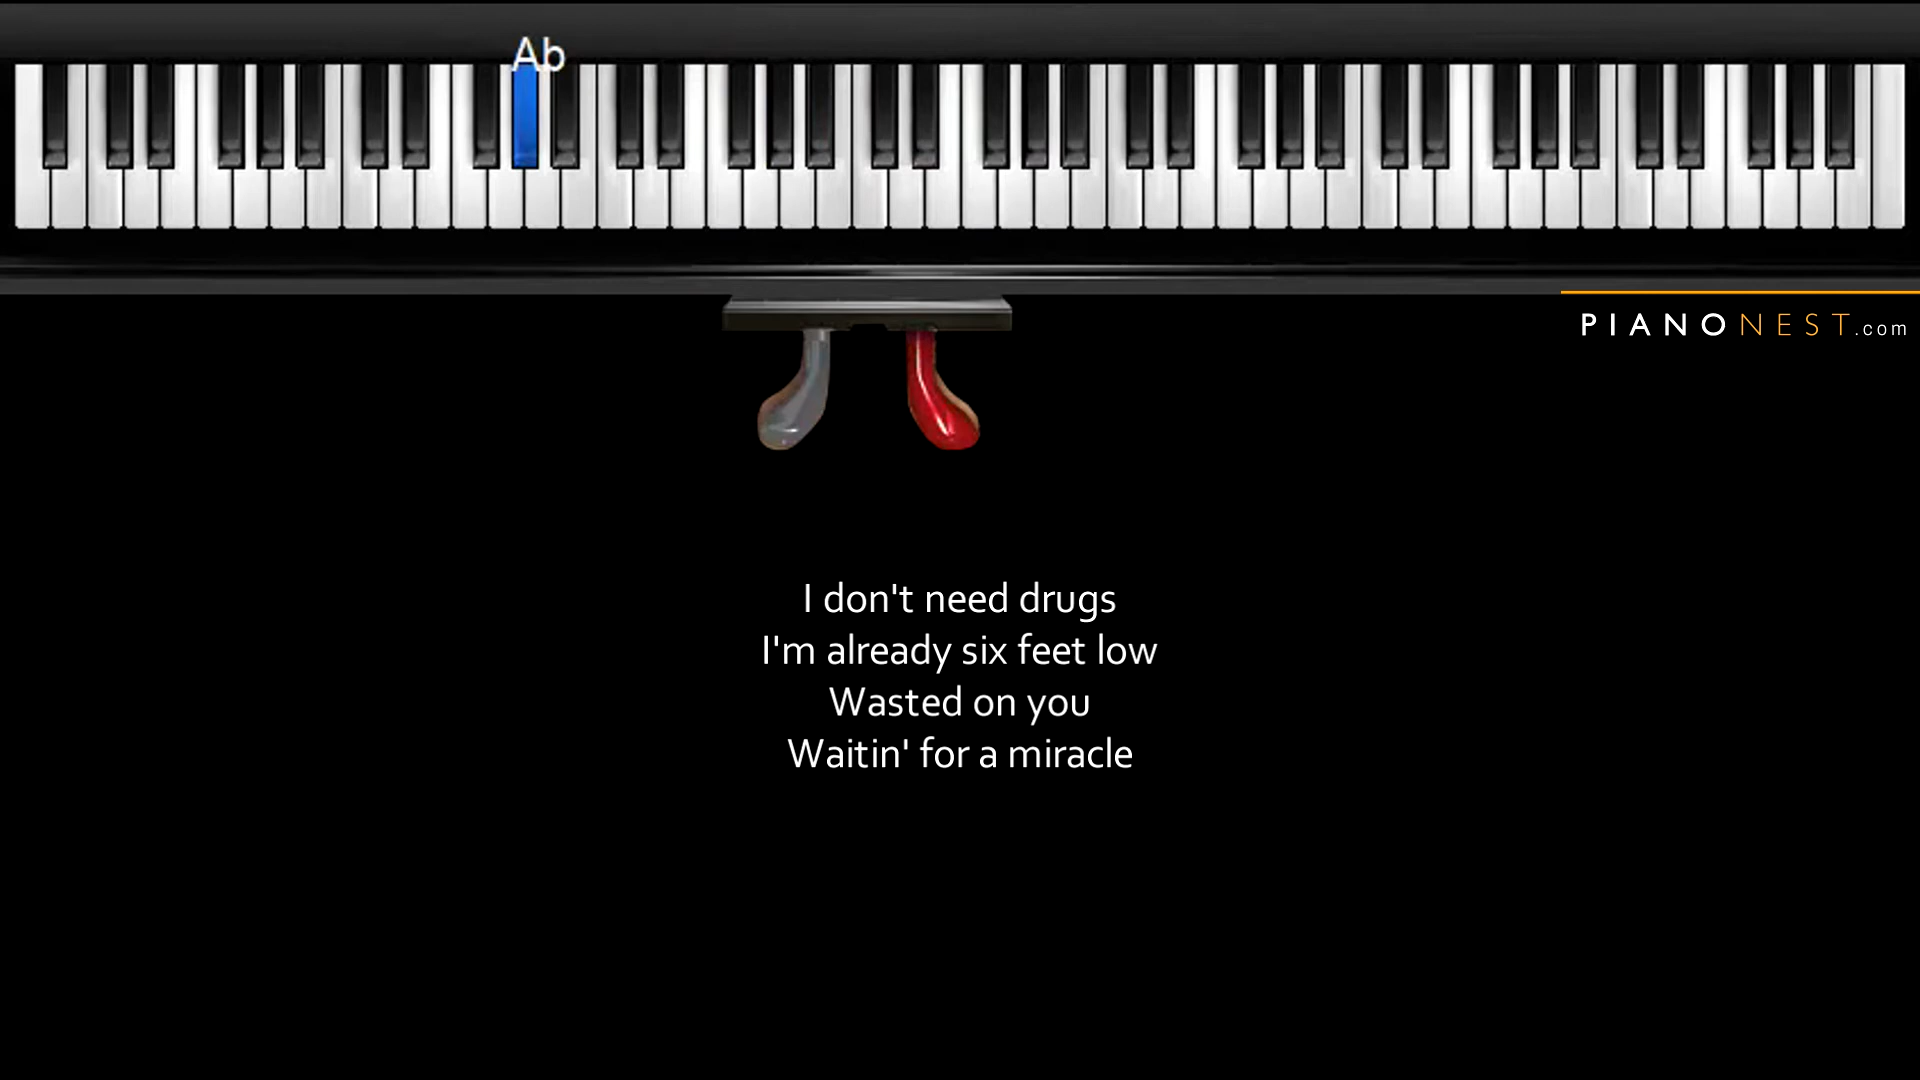 Ab
PIANONEST.com
I don't need drugs
I'm already six feet low
Wasted on you
Waitin' for a miracle